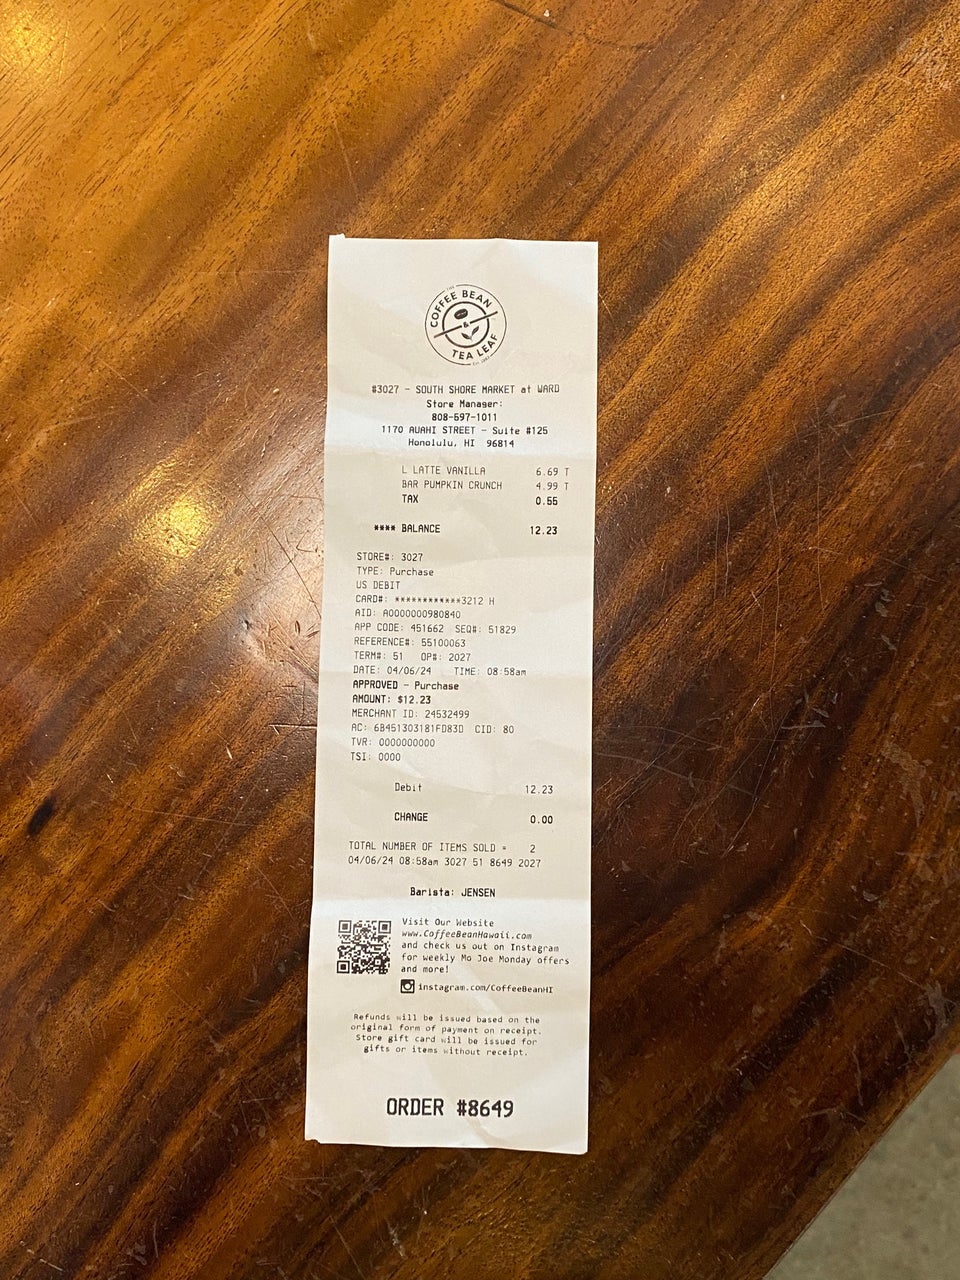 THE
COFFEE BEAN
&
TEA LEAF
#3027 - SOUTH SHORE MARKET at WARD
Store Manager:
808-597-1011
1170 AUAHI STREET - Suite #125
Honolulu, HI 96814
L LATTE VANILLA 6.69 T
BAR PUMPKIN CRUNCH 4.99 T
TAX 0.55
**** BALANCE 12.23
STORE#: 3027
TYPE: Purchase
US DEBIT
CARD#: ************3212 H
AID: A0000000980840
APP CODE: 451662 SEQ#: 51829
REFERENCE#: 55100063
TERM#: 51 OP#: 2027
DATE: 04/06/24 TIME: 08:58am
APPROVED - Purchase
AMOUNT: $12.23
MERCHANT ID: 24532499
AC: 6B451303181FD83D CID: 80
TVR: 0000000000
TSI: 0000
Debit 12.23
CHANGE 0.00
TOTAL NUMBER OF ITEMS SOLD = 2
04/06/24 08:58am 3027 51 8649 2027
Barista: JENSEN
Visit Our Website
www.CoffeeBeanHawaii.com
and check us out on Instagram
for weekly Mo Joe Monday offers
and more!
instagram.com/CoffeeBeanHI
Refunds will be issued based on the
original form of payment on receipt.
Store gift card will be issued for
gifts or items without receipt.
ORDER #8649